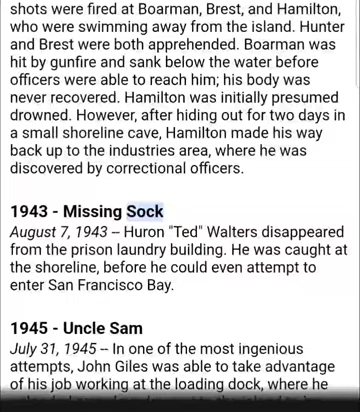 shots were fired at Boarman, Brest, and Hamilton,
who were swimming away from the island. Hunter
and Brest were both apprehended. Boarman was
hit by gunfire and sank below the water before
officers were able to reach him; his body was
never recovered. Hamilton was initially presumed
drowned. However, after hiding out for two days in
a small shoreline cave, Hamilton made his way
back up to the industries area, where he was
discovered by correctional officers.
1943 - Missing Sock
August 7, 1943 -- Huron "Ted" Walters disappeared
from the prison laundry building. He was caught at
the shoreline, before he could even attempt to
enter San Francisco Bay.
1945 - Uncle Sam
July 31, 1945 -- In one of the most ingenious
attempts, John Giles was able to take advantage
of his job working at the loading dock, where he